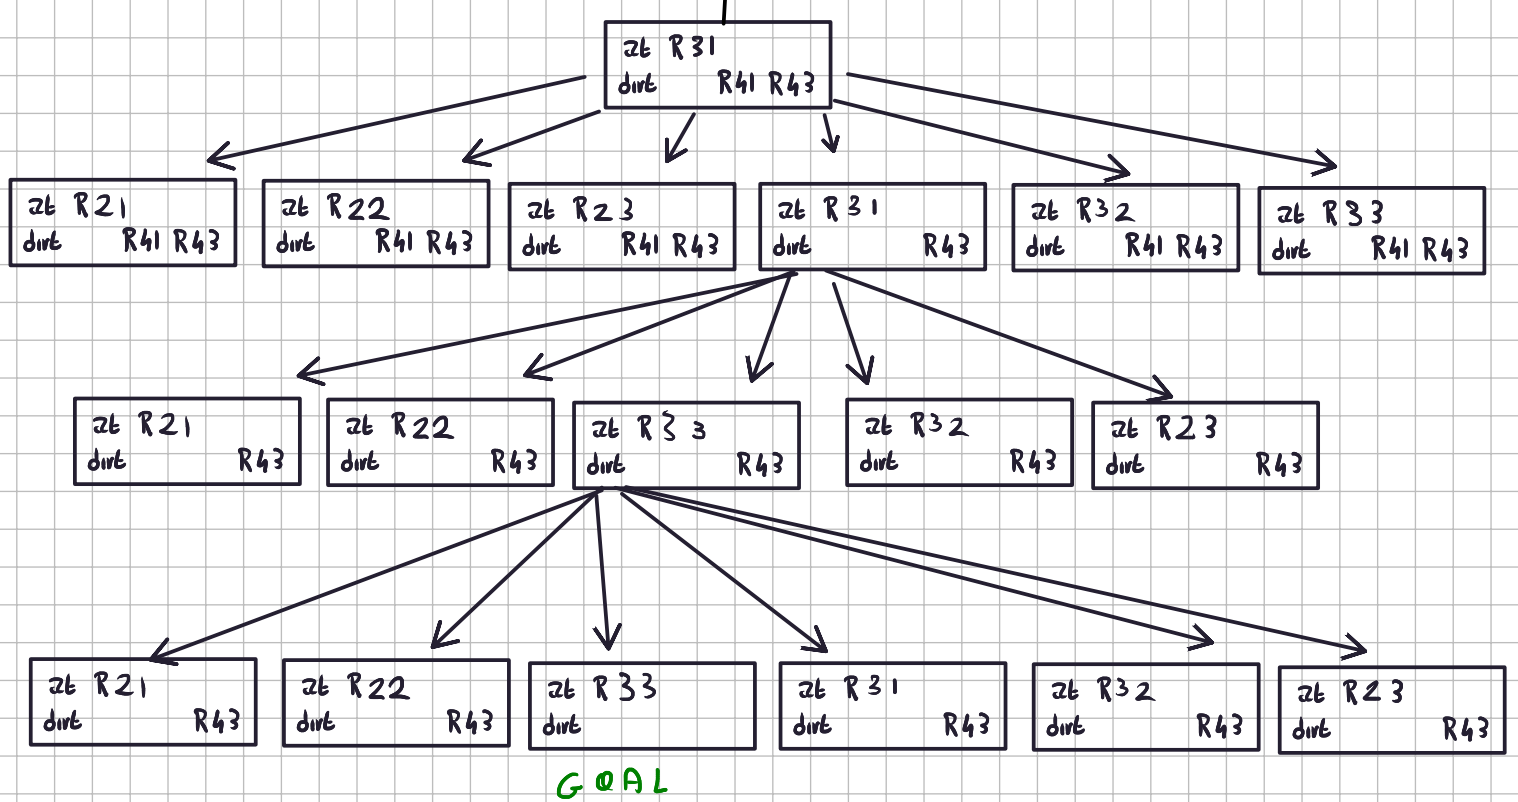 at R31
dirt R41 R43
at R21
dirt R41 R43
at R22
dirt R41 R43
at R23
dirt R41 R43
at R31
dirt R43
at R32
dirt R41 R43
at R33
dirt R41 R43
at R21
dirt R43
at R22
dirt R43
at R33
dirt R43
at R32
dirt R43
at R23
dirt R43
at R21
dirt R43
at R22
dirt R43
at R33
dirt
at R31
dirt R43
at R32
dirt R43
at R23
dirt R43
GOAL